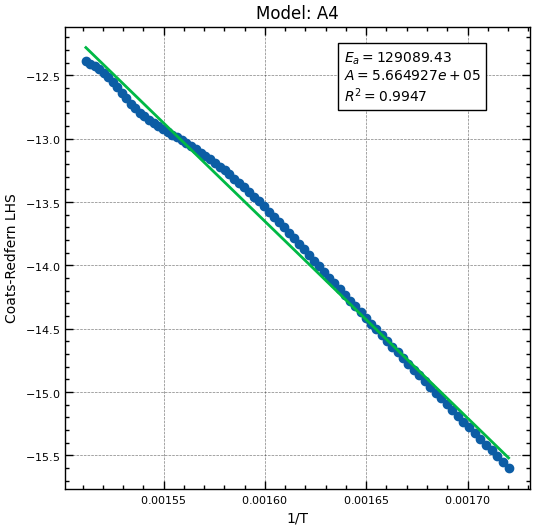 Model: A4
E_a = 129089.43
A = 5.664927e + 05
R^2 = 0.9947
Coats-Redfern LHS
−12.5
−13.0
−13.5
−14.0
−14.5
−15.0
−15.5
0.00155 0.00160 0.00165 0.00170
1/T